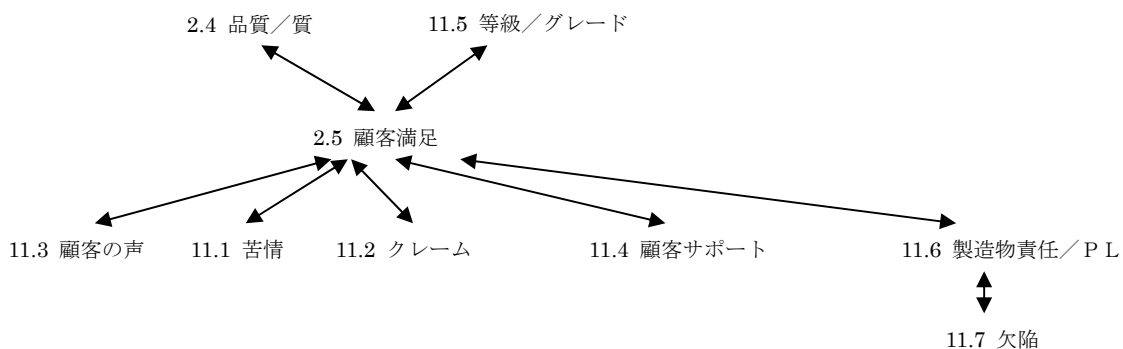 2.4 品質／質 11.5 等級／グレード
2.5 顧客満足
11.3 顧客の声 11.1 苦情 11.2 クレーム 11.4 顧客サポート 11.6 製造物責任／ＰＬ
11.7 欠陥